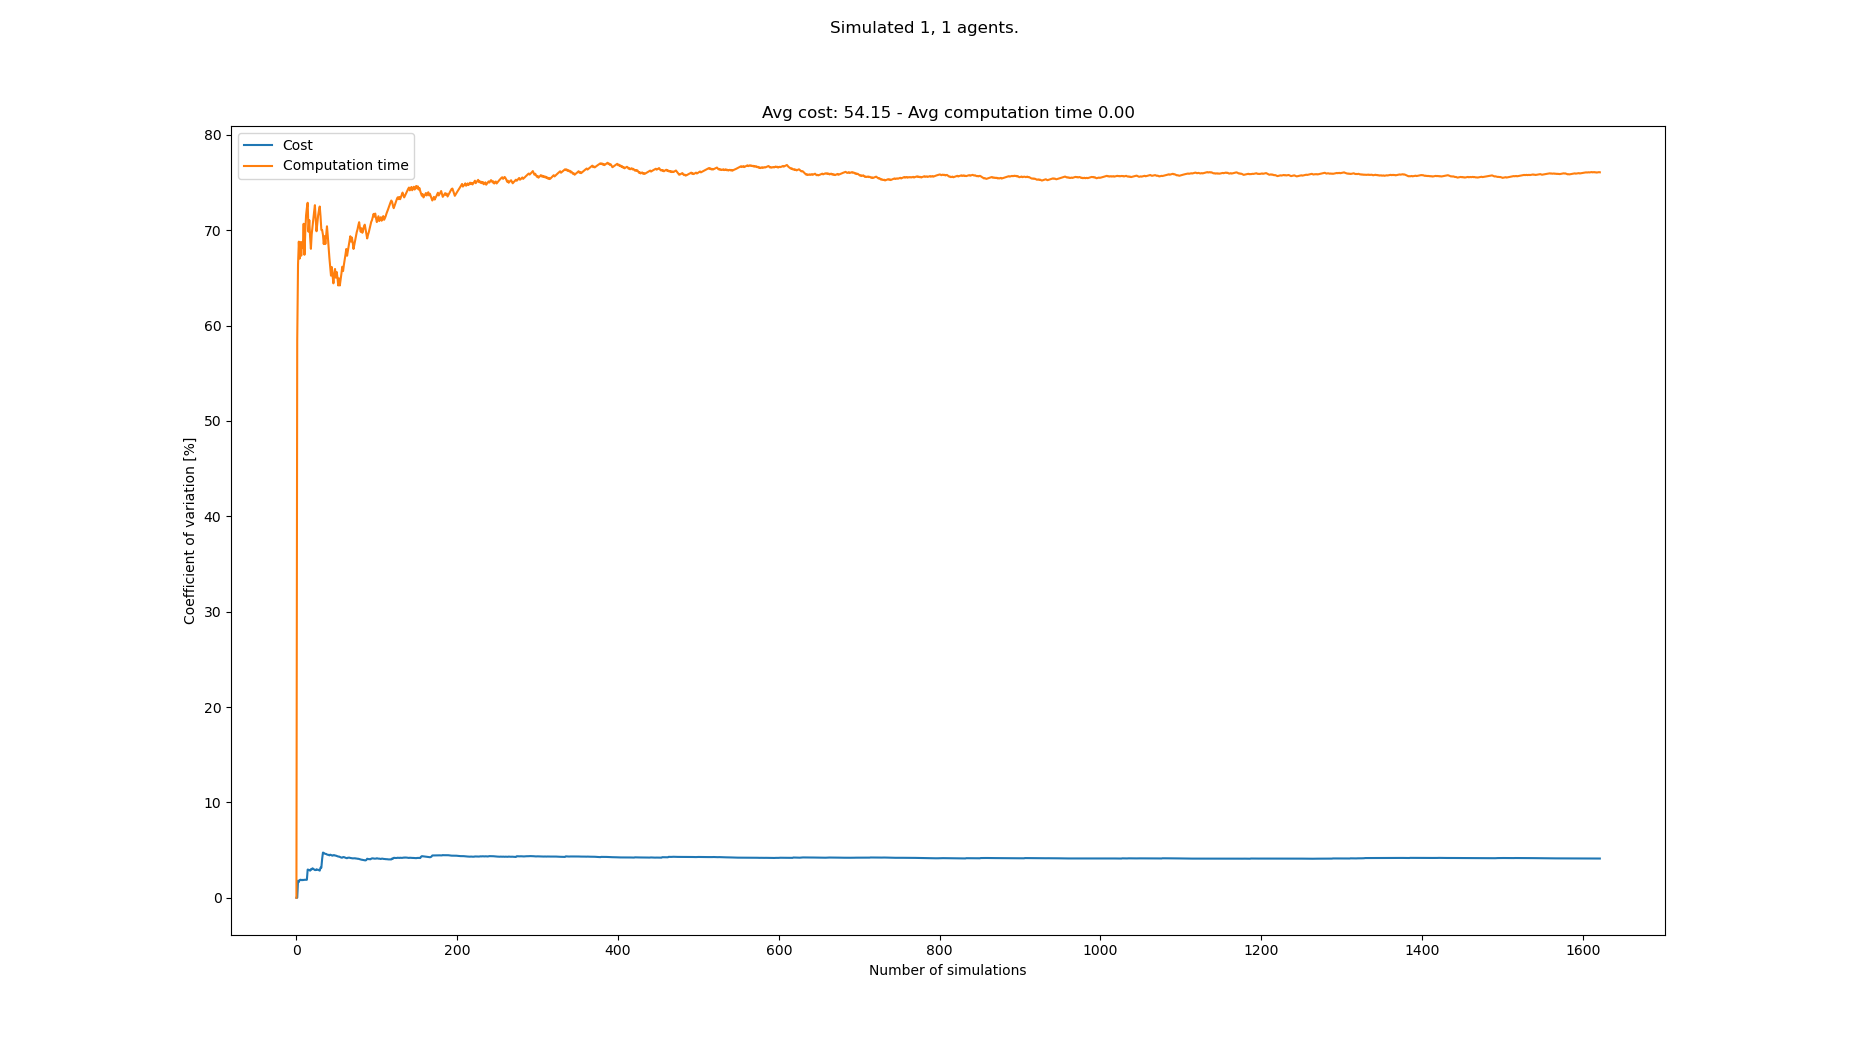 Simulated 1, 1 agents.
Avg cost: 54.15 - Avg computation time 0.00
Cost
Computation time
80
70
60
50
40
30
20
10
0
Coefficient of variation [%]
0 200 400 600 800 1000 1200 1400 1600
Number of simulations